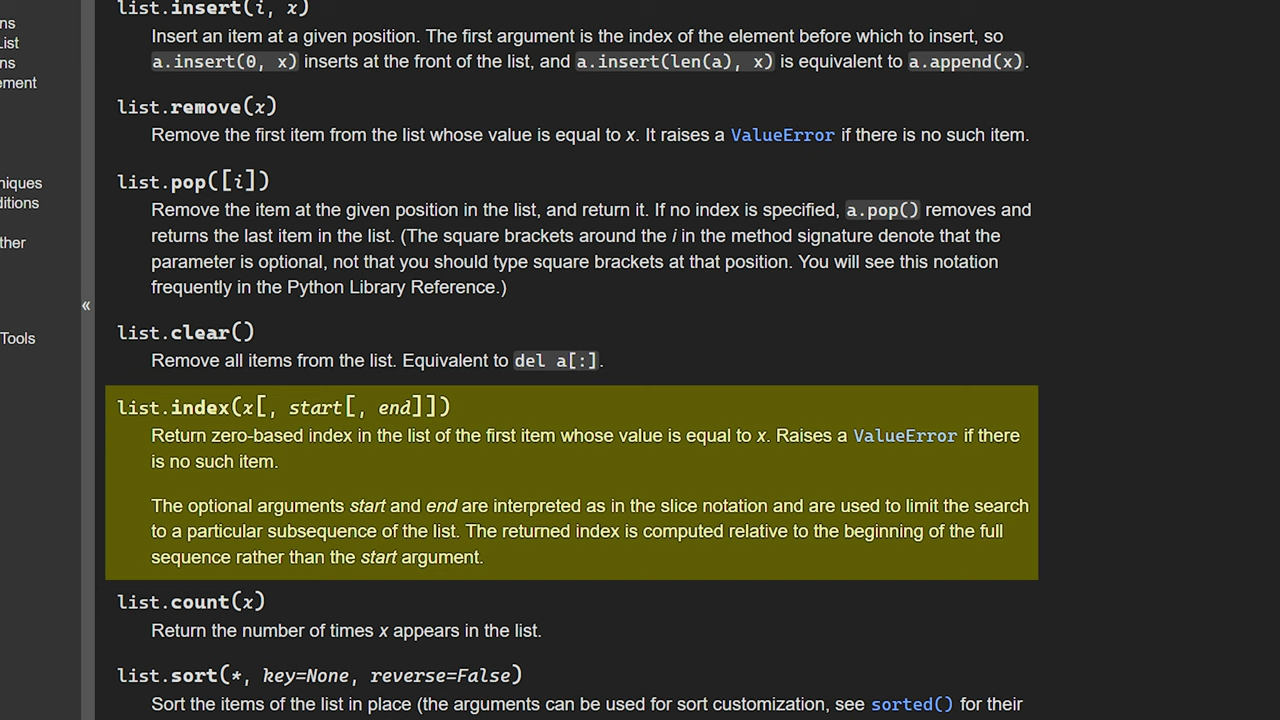 ns
List
ns
ement
niques
ditions
ther
Tools
«
list.insert(i, x)
Insert an item at a given position. The first argument is the index of the element before which to insert, so
a.insert(0, x) inserts at the front of the list, and a.insert(len(a), x) is equivalent to a.append(x).
list.remove(x)
Remove the first item from the list whose value is equal to x. It raises a ValueError if there is no such item.
list.pop([i])
Remove the item at the given position in the list, and return it. If no index is specified, a.pop() removes and
returns the last item in the list. (The square brackets around the i in the method signature denote that the
parameter is optional, not that you should type square brackets at that position. You will see this notation
frequently in the Python Library Reference.)
list.clear()
Remove all items from the list. Equivalent to del a[:].
list.index(x[, start[, end]])
Return zero-based index in the list of the first item whose value is equal to x. Raises a ValueError if there
is no such item.
The optional arguments start and end are interpreted as in the slice notation and are used to limit the search
to a particular subsequence of the list. The returned index is computed relative to the beginning of the full
sequence rather than the start argument.
list.count(x)
Return the number of times x appears in the list.
list.sort(*, key=None, reverse=False)
Sort the items of the list in place (the arguments can be used for sort customization, see sorted() for their